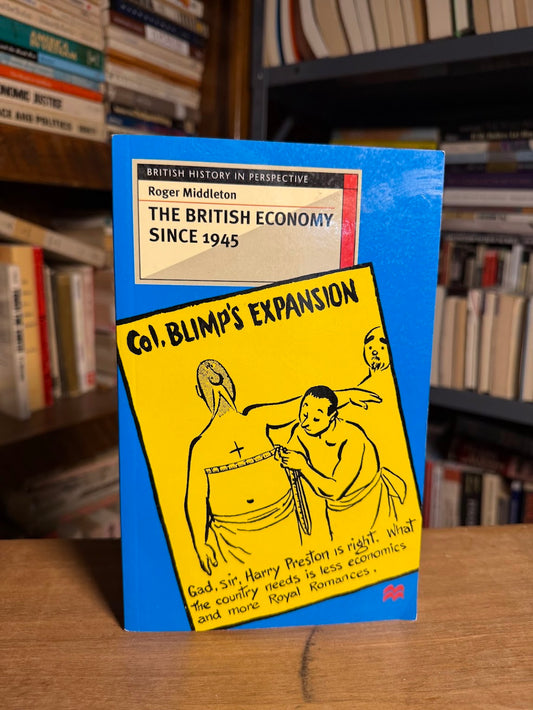 BRITISH HISTORY IN PERSPECTIVE
Roger Middleton
THE BRITISH ECONOMY
SINCE 1945
Col. BLIMP'S EXPANSION
Gad, sir, Harry Preston is right. What
the country needs is less economics
and more Royal Romances.
AMERICA